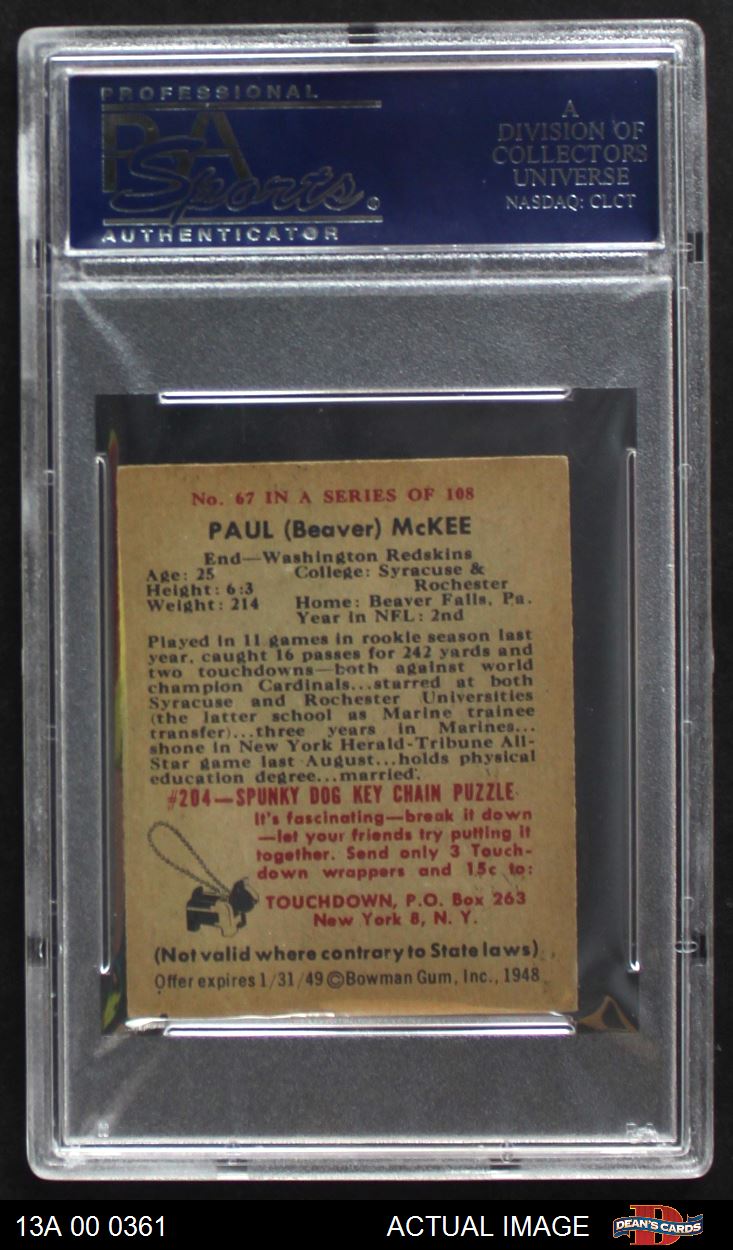 PROFESSIONAL
PSA
Sports®
AUTHENTICATOR
A
DIVISION OF
COLLECTORS
UNIVERSE
NASDAQ: CLCT
No. 67 IN A SERIES OF 108
PAUL (Beaver) McKEE
End—Washington Redskins
Age: 25 College: Syracuse &
Height: 6:3 Rochester
Weight: 214 Home: Beaver Falls, Pa.
Year in NFL: 2nd
Played in 11 games in rookie season last
year, caught 16 passes for 242 yards and
two touchdowns—both against world
champion Cardinals...starred at both
Syracuse and Rochester Universities
(the latter school as Marine trainee
transfer)...three years in Marines...
shone in New York Herald-Tribune All-
Star game last August...holds physical
education degree...married.
#204—SPUNKY DOG KEY CHAIN PUZZLE
It's fascinating—break it down
—let your friends try putting it
together. Send only 3 Touch-
down wrappers and 15c to:
TOUCHDOWN, P.O. Box 263
New York 8, N. Y.
(Not valid where contrary to State laws)
Offer expires 1/31/49 ©Bowman Gum, Inc., 1948
13A 00 0361 ACTUAL IMAGE DEAN'S CARDS